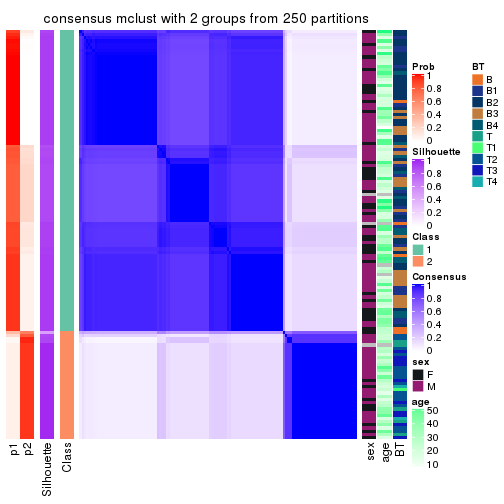 consensus mclust with 2 groups from 250 partitions
Prob
1
0.8
0.6
0.4
0.2
0
Silhouette
1
0.8
0.6
0.4
0.2
0
Class
1
2
Consensus
1
0.8
0.6
0.4
0.2
0
sex
F
M
age
50
40
30
20
10
BT
B
B1
B2
B3
B4
T
T1
T2
T3
T4
p1
p2
Silhouette
Class
sex
age
BT